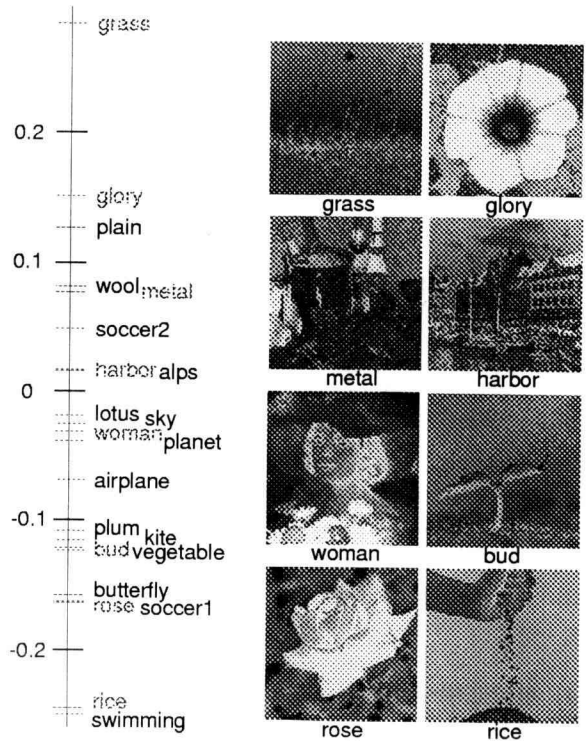 grass
0.2
glory
plain
0.1
wool metal
soccer2
harbor alps
0
lotus sky
woman planet
airplane
-0.1
plum kite
bud vegetable
butterfly
rose soccer1
-0.2
rice
swimming
grass glory
metal harbor
woman bud
rose rice